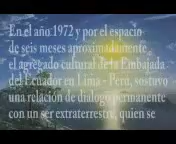 En el año 1972 y por el espacio
de seis meses aproximadamente
el agregado cultural de la Embajada
del Ecuador en Lima - Perú, sostuvo
una relación de diálogo permanente
con un ser extraterrestre, quien se